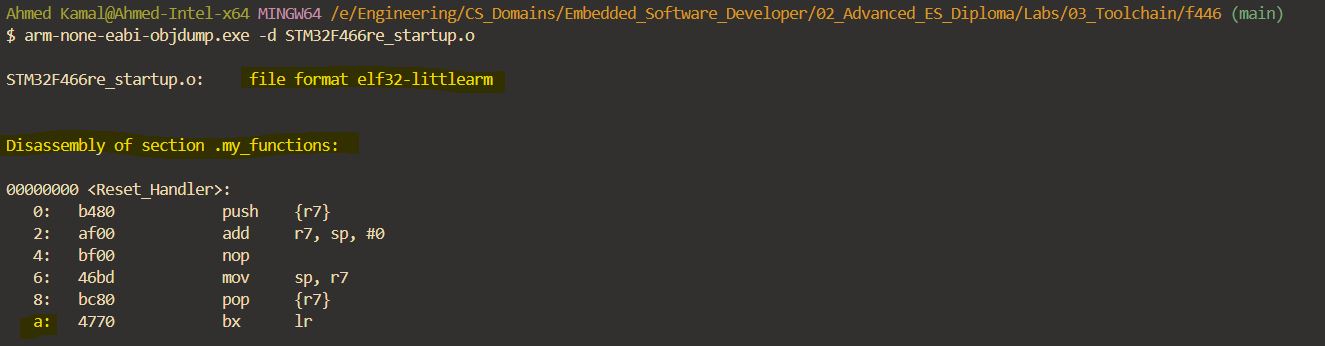 Ahmed Kamal@Ahmed-Intel-x64 MINGW64 /e/Engineering/CS_Domains/Embedded_Software_Developer/02_Advanced_ES_Diploma/Labs/03_Toolchain/f446 (main)
$ arm-none-eabi-objdump.exe -d STM32F466re_startup.o
STM32F466re_startup.o:     file format elf32-littlearm
Disassembly of section .my_functions:
00000000 <Reset_Handler>:
   0:   b480            push    {r7}
   2:   af00            add     r7, sp, #0
   4:   bf00            nop
   6:   46bd            mov     sp, r7
   8:   bc80            pop     {r7}
   a:   4770            bx      lr